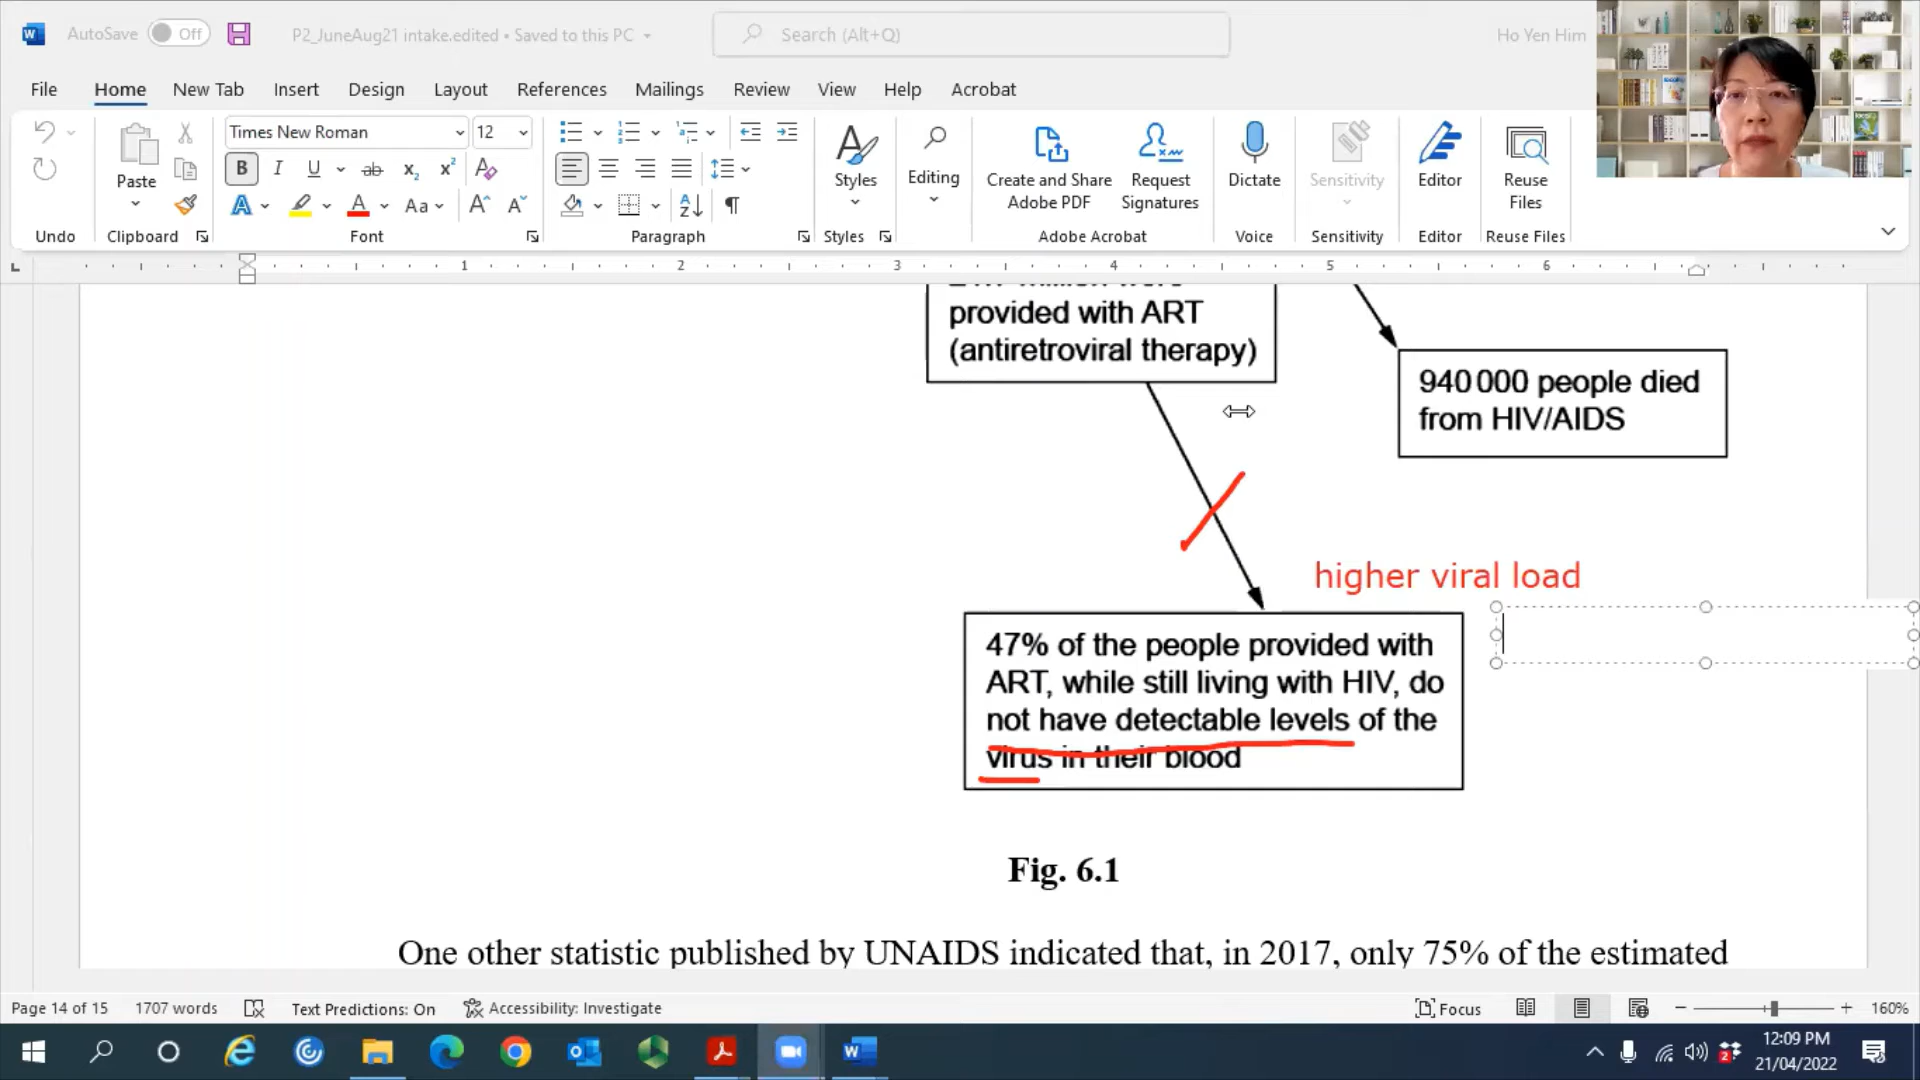 AutoSave Off P2_JuneAug21 intake.edited • Saved to this PC Search (Alt+Q) Ho Yen Him
File Home New Tab Insert Design Layout References Mailings Review View Help Acrobat
Times New Roman 12
Paste
Styles
Editing
Create and Share
Adobe PDF
Request
Signatures
Dictate
Sensitivity
Editor
Reuse
Files
Undo Clipboard Font Paragraph Styles Adobe Acrobat Voice Sensitivity Editor Reuse Files
1 2 3 4 5 6
provided with ART
(antiretroviral therapy)
940 000 people died
from HIV/AIDS
higher viral load
47% of the people provided with
ART, while still living with HIV, do
not have detectable levels of the
virus in their blood
Fig. 6.1
One other statistic published by UNAIDS indicated that, in 2017, only 75% of the estimated
Page 14 of 15 1707 words Text Predictions: On Accessibility: Investigate Focus 160%
12:09 PM
21/04/2022